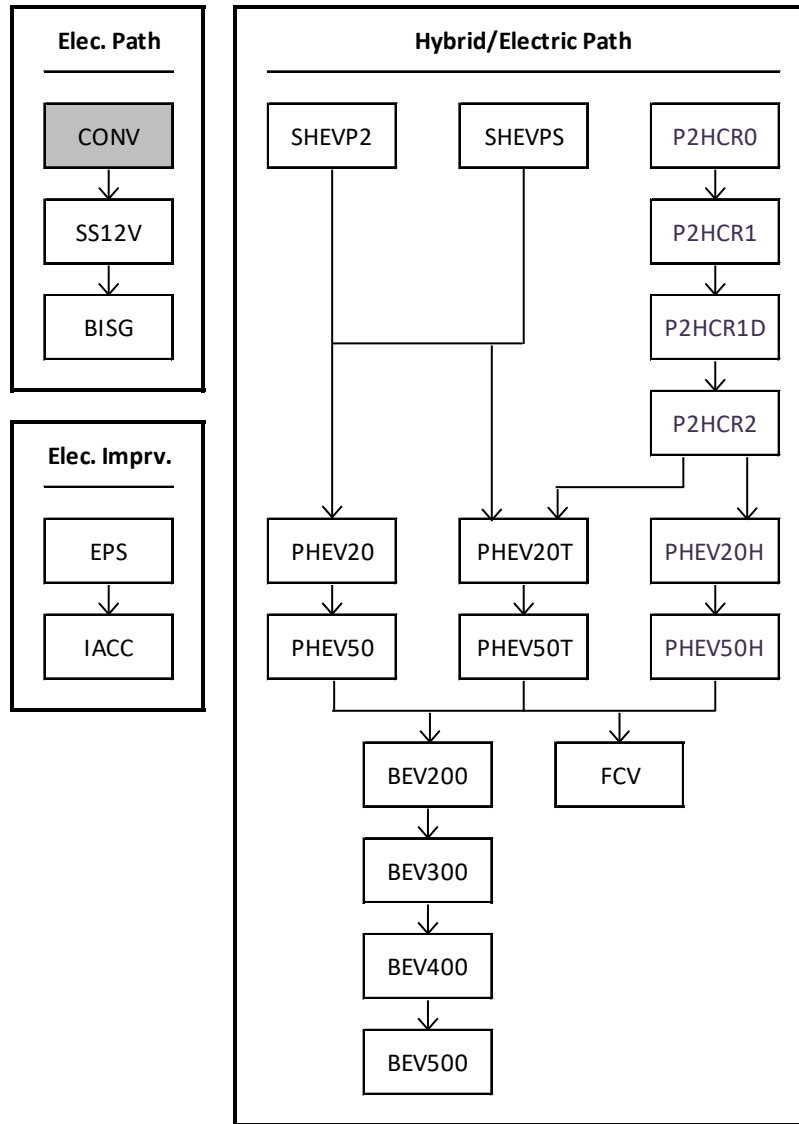 Elec. Path
CONV
SS12V
BISG
Elec. Imprv.
EPS
IACC
Hybrid/Electric Path
SHEVP2 SHEVPS P2HCR0
P2HCR1
P2HCR1D
P2HCR2
PHEV20 PHEV20T PHEV20H
PHEV50 PHEV50T PHEV50H
BEV200 FCV
BEV300
BEV400
BEV500